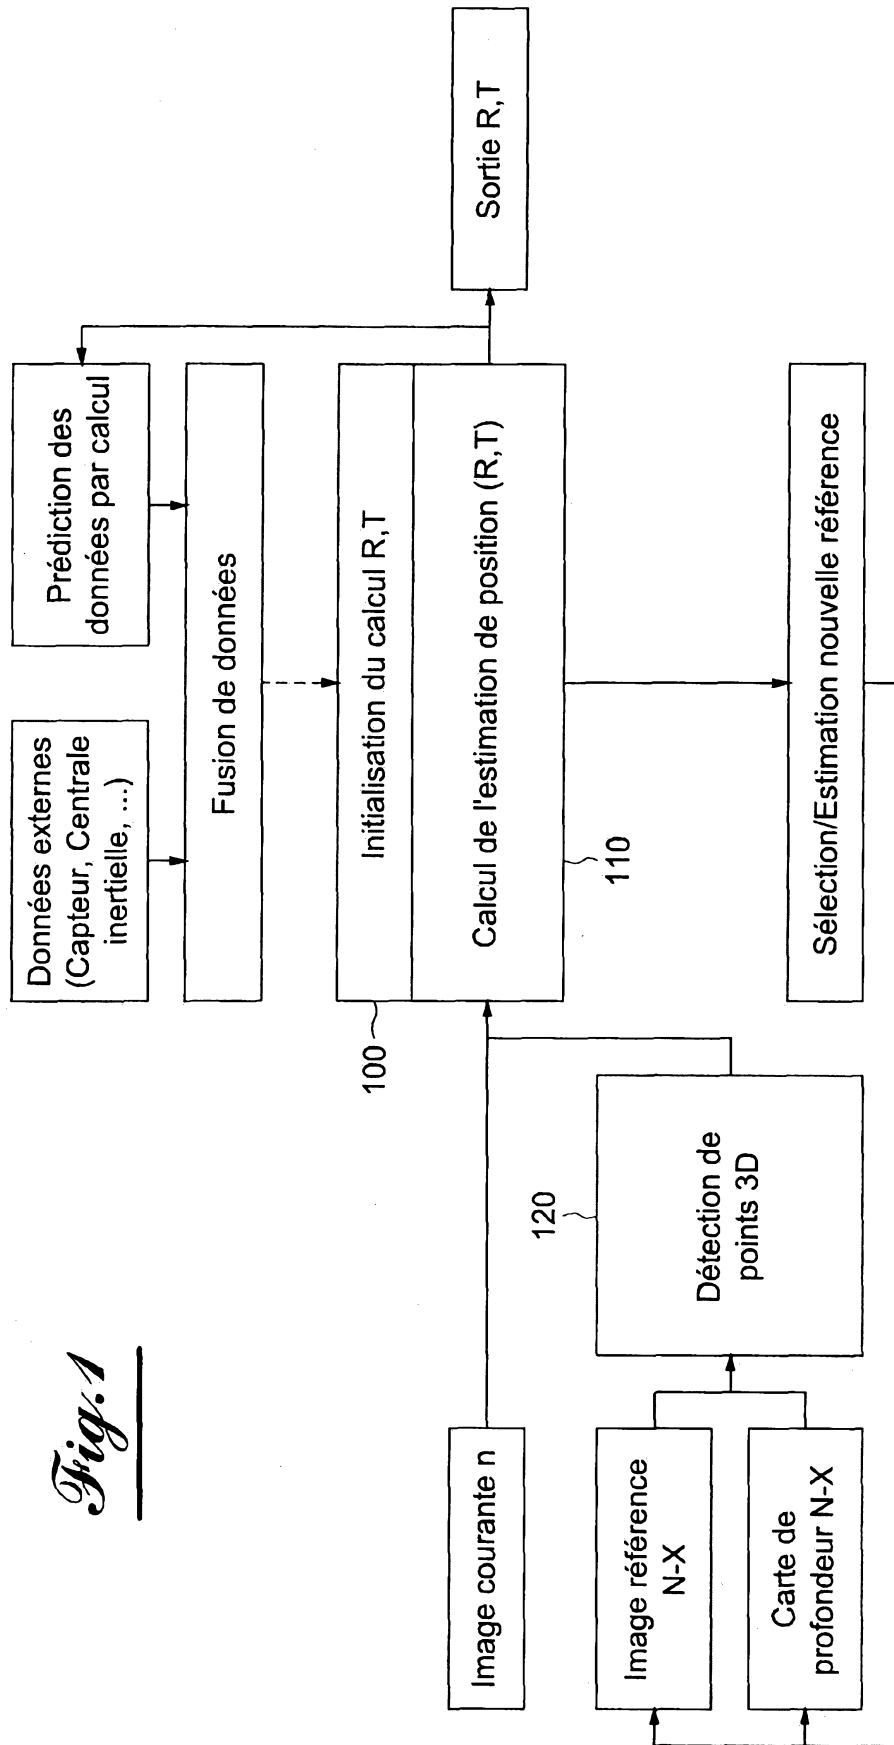 Données externes
(Capteur, Centrale
inertielle, ...)
Prédiction des
données par calcul
Fusion de données
100
Initialisation du calcul R,T
Calcul de l'estimation de position (R,T)
110
Sortie R,T
Image courante n
Image référence
N-X
Carte de
profondeur N-X
120
Détection de
points 3D
Sélection/Estimation nouvelle référence
Fig.1